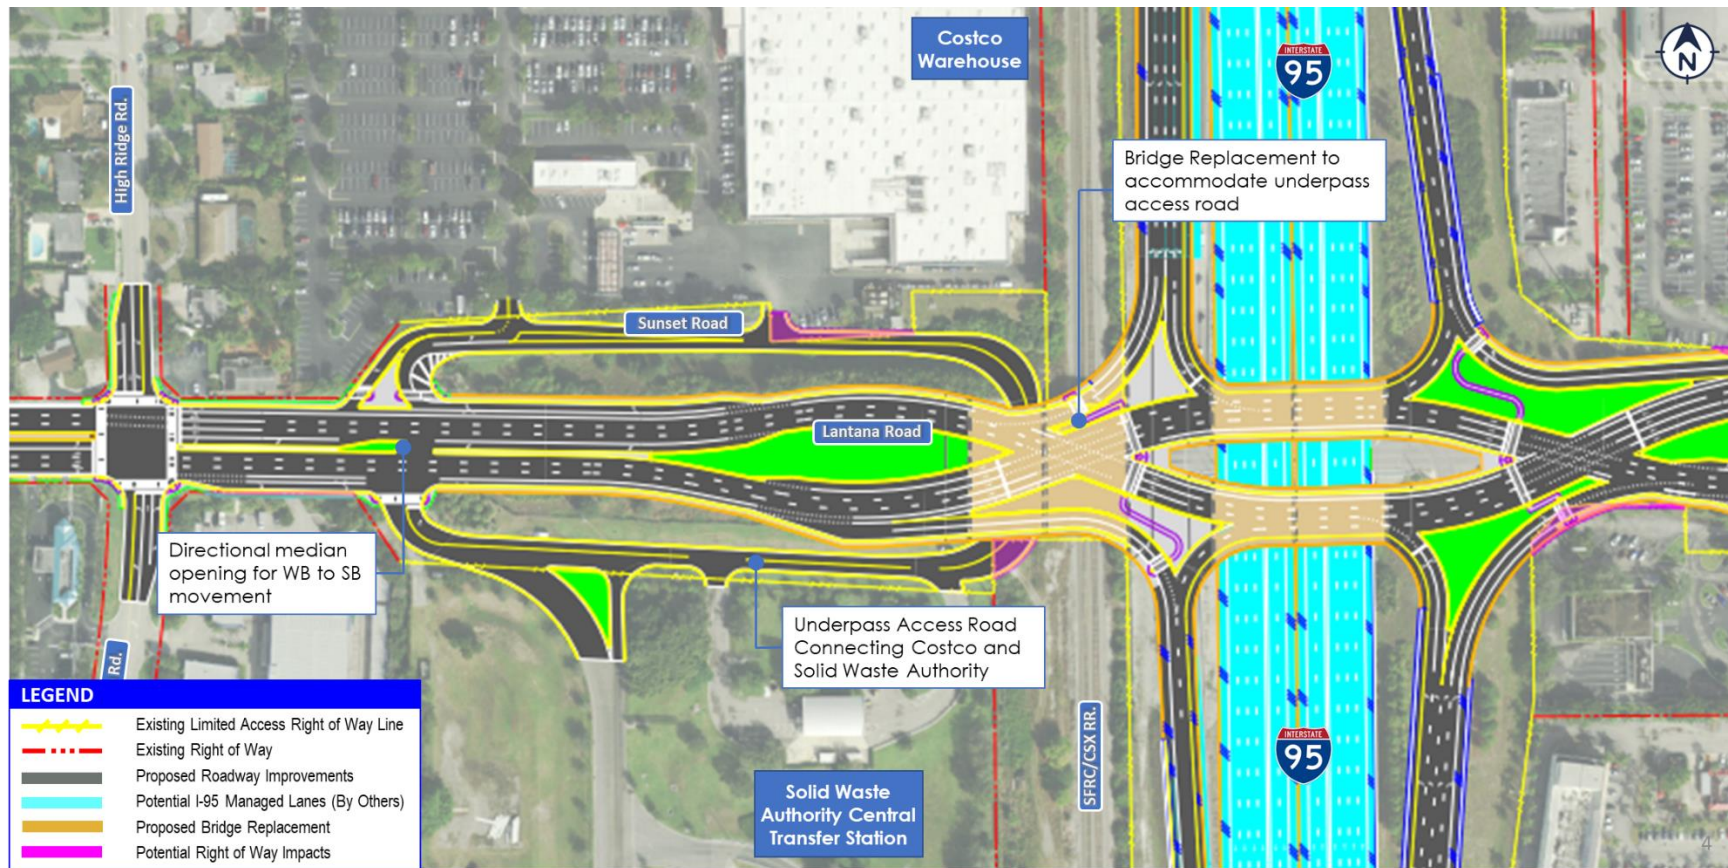 Costco
Warehouse
INTERSTATE
95
N
High Ridge Rd.
Bridge Replacement to
accommodate underpass
access road
Sunset Road
Lantana Road
Directional median
opening for WB to SB
movement
Underpass Access Road
Connecting Costco and
Solid Waste Authority
Rd.
SFRC/CSX RR.
INTERSTATE
95
Solid Waste
Authority Central
Transfer Station
LEGEND
Existing Limited Access Right of Way Line
Existing Right of Way
Proposed Roadway Improvements
Potential I-95 Managed Lanes (By Others)
Proposed Bridge Replacement
Potential Right of Way Impacts
4